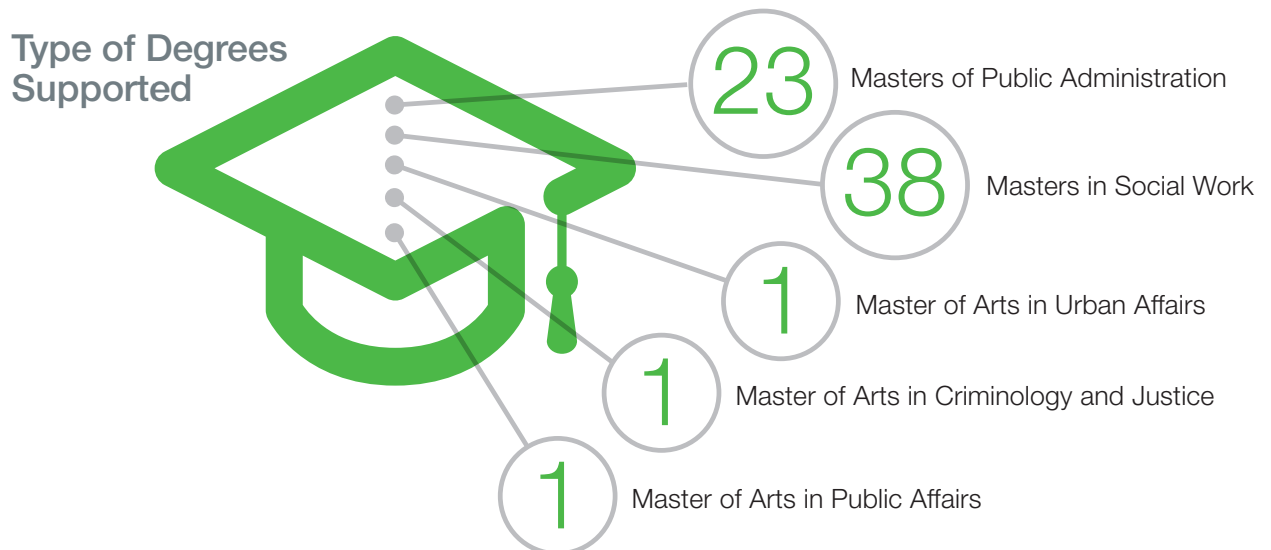 Type of Degrees
Supported
23
Masters of Public Administration
38
Masters in Social Work
1
Master of Arts in Urban Affairs
1
Master of Arts in Criminology and Justice
1
Master of Arts in Public Affairs